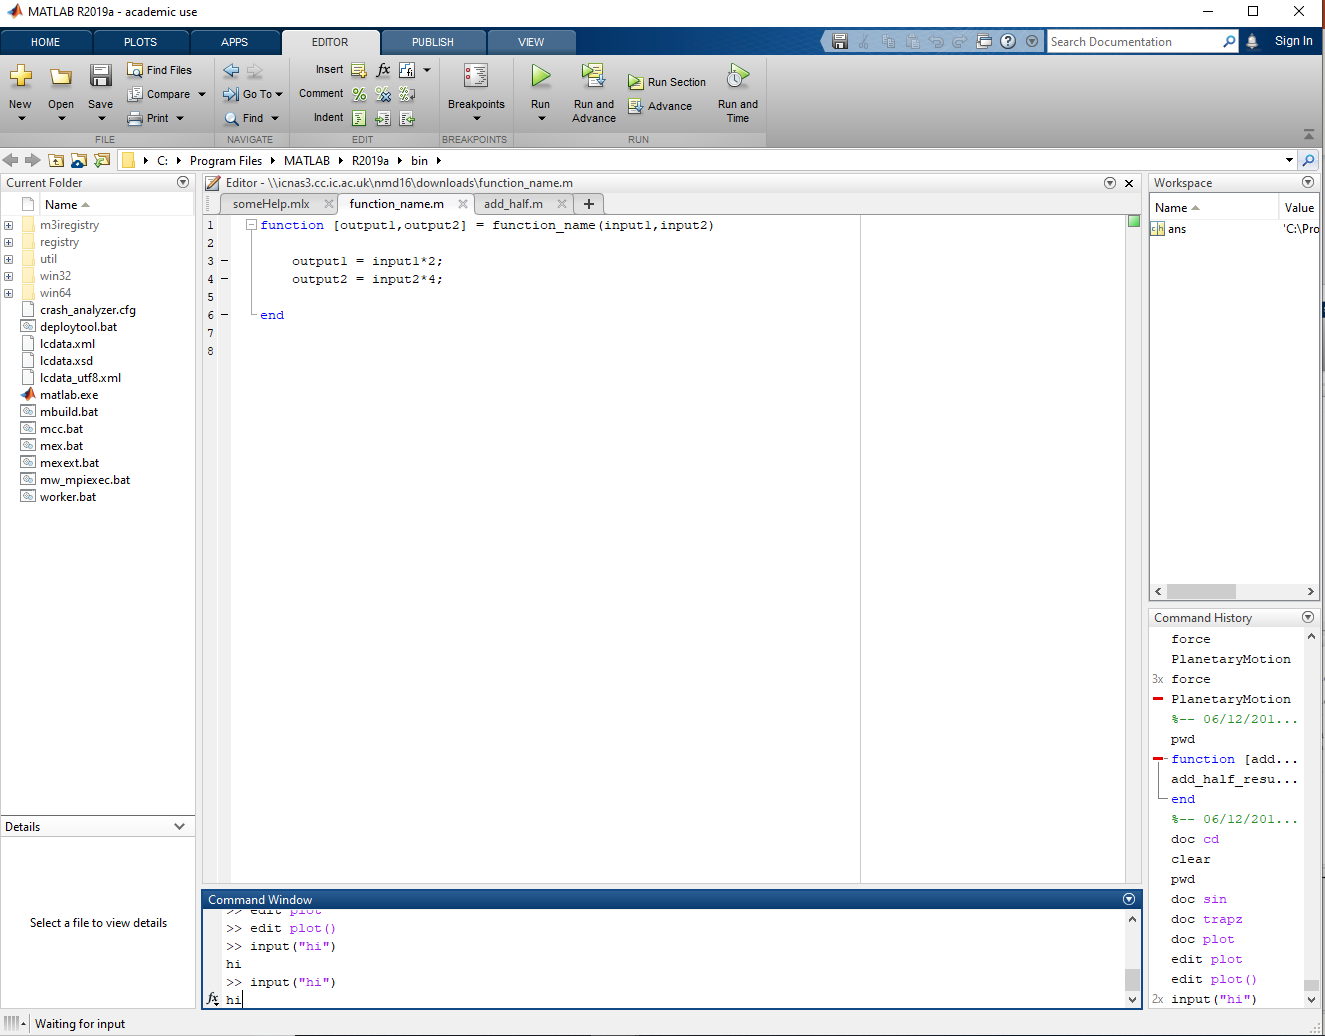 MATLAB R2019a - academic use
HOME PLOTS APPS EDITOR PUBLISH VIEW Search Documentation Sign In
New Open Save Find Files Compare Print
FILE
Go To Find
NAVIGATE
Insert fx
Comment
Indent
EDIT
Breakpoints
BREAKPOINTS
Run Run and Advance Run Section Advance Run and Time
RUN
C: Program Files MATLAB R2019a bin
Current Folder
Name
m3iregistry
registry
util
win32
win64
crash_analyzer.cfg
deploytool.bat
lcdata.xml
lcdata.xsd
lcdata_utf8.xml
matlab.exe
mbuild.bat
mcc.bat
mex.bat
mexext.bat
mw_mpiexec.bat
worker.bat
Details
Select a file to view details
Editor - \\icnas3.cc.ic.ac.uk\nmd16\downloads\function_name.m
someHelp.mlx function_name.m add_half.m
1 function [output1,output2] = function_name(input1,input2)
2
3 output1 = input1*2;
4 output2 = input2*4;
5
6 end
7
8
Command Window
>> edit plot
>> edit plot()
>> input("hi")
hi
>> input("hi")
fx hi
Workspace
Name Value
ans 'C:\Pro
Command History
force
PlanetaryMotion
3x force
PlanetaryMotion
%-- 06/12/201...
pwd
function [add...
add_half_resu...
end
%-- 06/12/201...
doc cd
clear
pwd
doc sin
doc trapz
doc plot
edit plot
edit plot()
2x input("hi")
Waiting for input